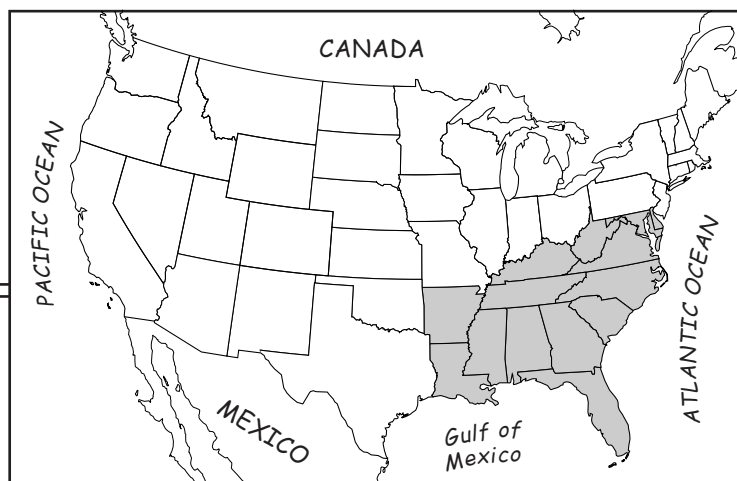 CANADA
PACIFIC OCEAN
ATLANTIC OCEAN
MEXICO
Gulf of
Mexico